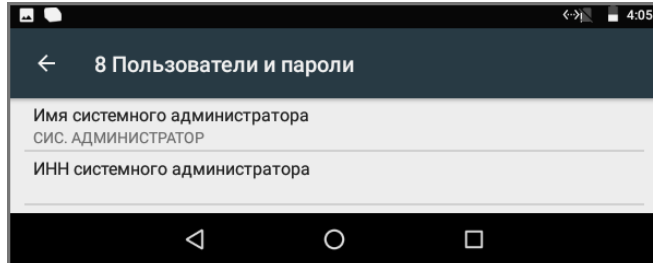 4:05
8 Пользователи и пароли
Имя системного администратора
СИС. АДМИНИСТРАТОР
ИНН системного администратора